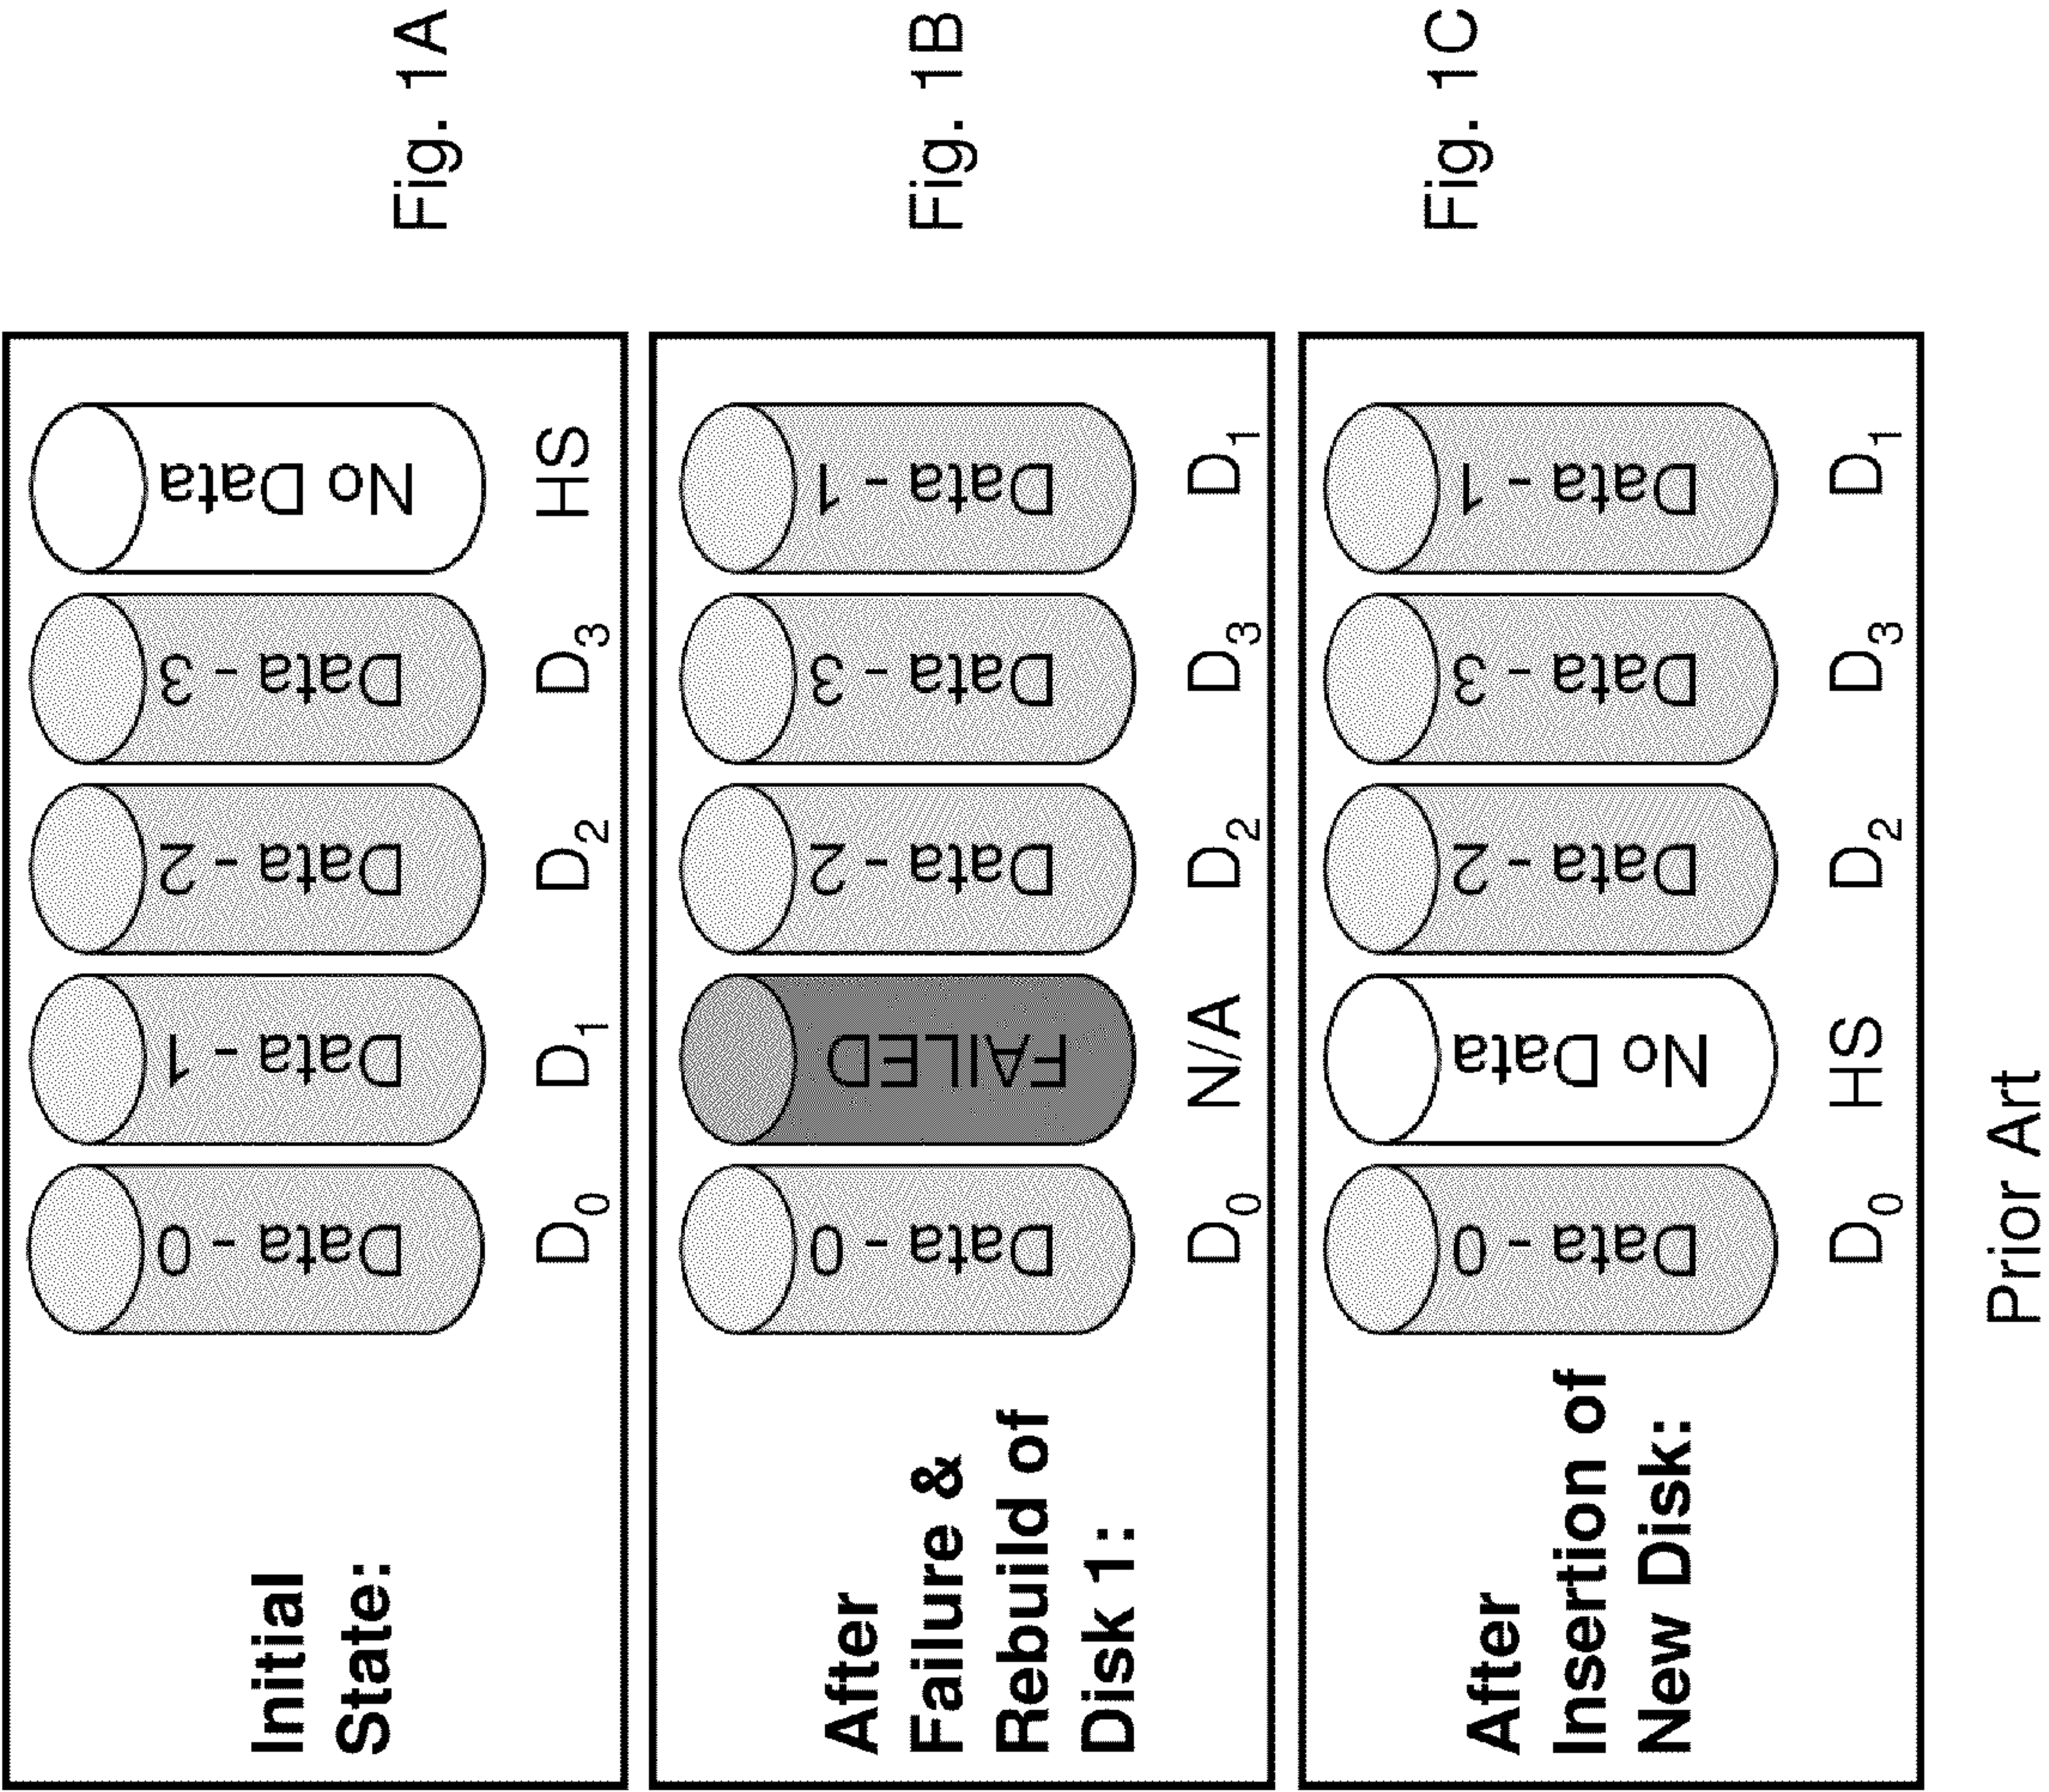 Initial
State:
Data - 0
Data - 1
Data - 2
Data - 3
No Data
D0 D1 D2 D3 HS
Fig. 1A
After
Failure &
Rebuild of
Disk 1:
Data - 0
FAILED
Data - 2
Data - 3
Data - 1
D0 N/A D2 D3 D1
Fig. 1B
After
Insertion of
New Disk:
Data - 0
No Data
Data - 2
Data - 3
Data - 1
D0 HS D2 D3 D1
Fig. 1C
Prior Art